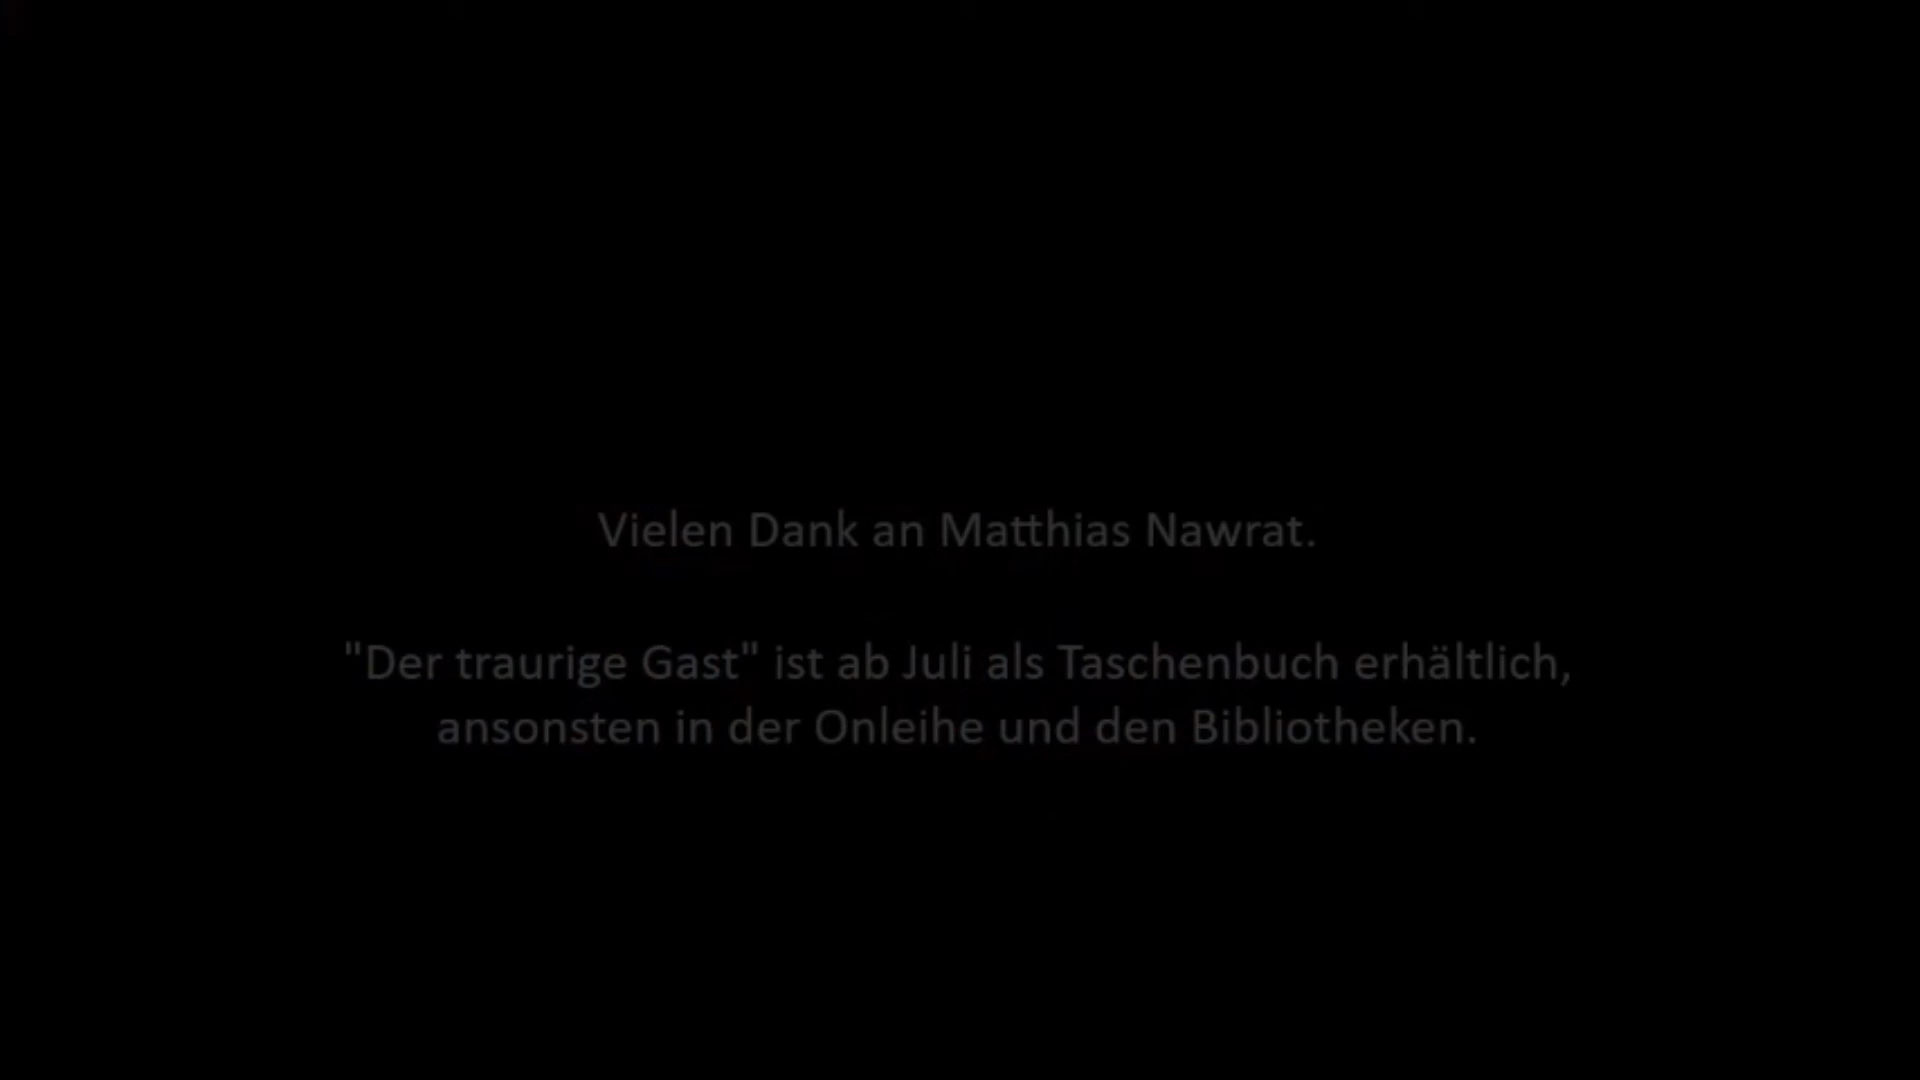 Vielen Dank an Matthias Nawrat.
"Der traurige Gast" ist ab Juli als Taschenbuch erhältlich,
ansonsten in der Onleihe und den Bibliotheken.